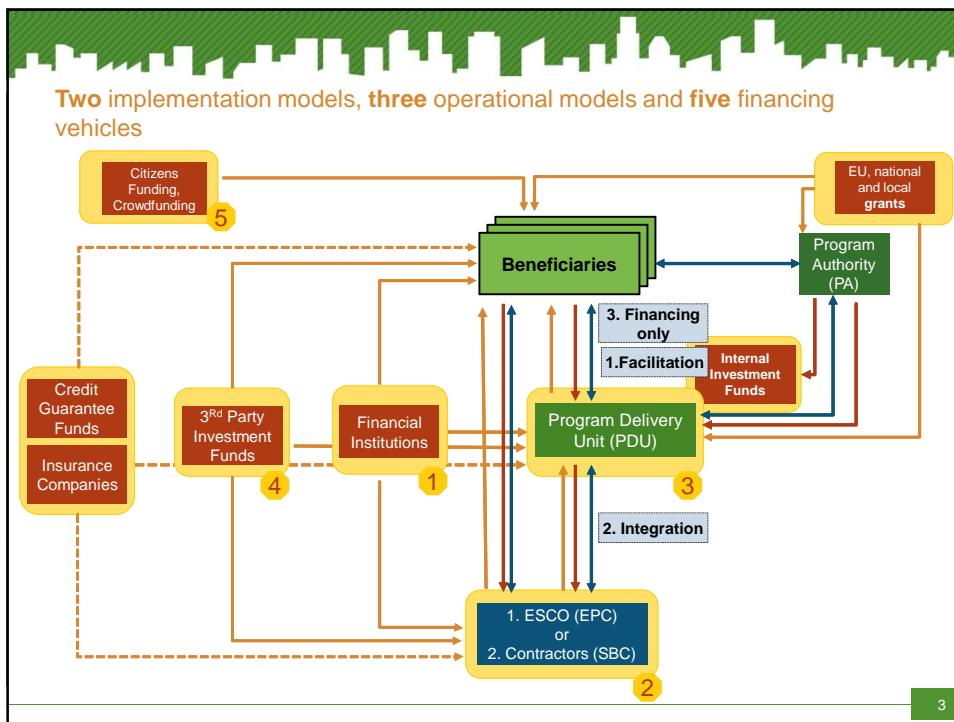 Two implementation models, three operational models and five financing
vehicles
Citizens
Funding,
Crowdfunding
5
EU, national
and local
grants
Beneficiaries
Program
Authority
(PA)
3. Financing
only
1.Facilitation
Internal
Investment
Funds
Credit
Guarantee
Funds
Insurance
Companies
3Rd Party
Investment
Funds
4
Financial
Institutions
1
Program Delivery
Unit (PDU)
3
2. Integration
1. ESCO (EPC)
or
2. Contractors (SBC)
2
3